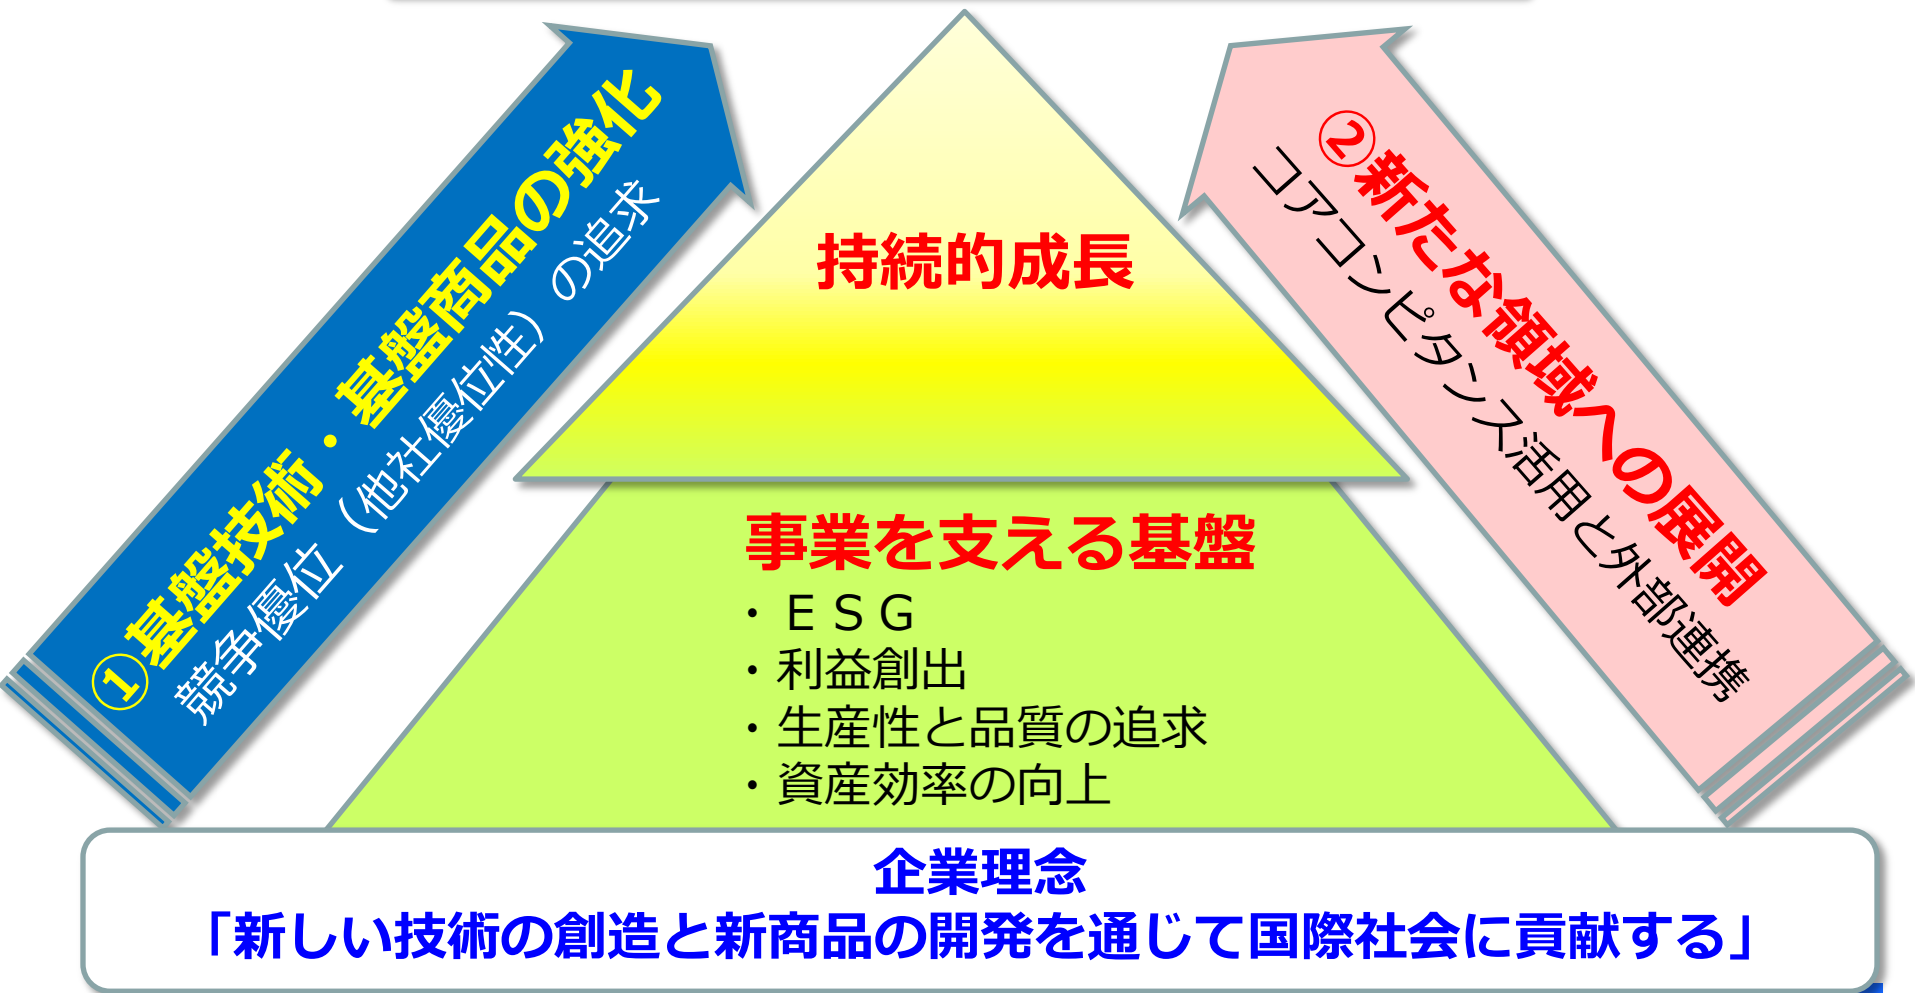 ①基盤技術・基盤商品の強化
競争優位（他社優位性）の追求
②新たな領域への展開
コアコンピタンス活用と外部連携
持続的成長
事業を支える基盤
・ＥＳＧ
・利益創出
・生産性と品質の追求
・資産効率の向上
企業理念
「新しい技術の創造と新商品の開発を通じて国際社会に貢献する」